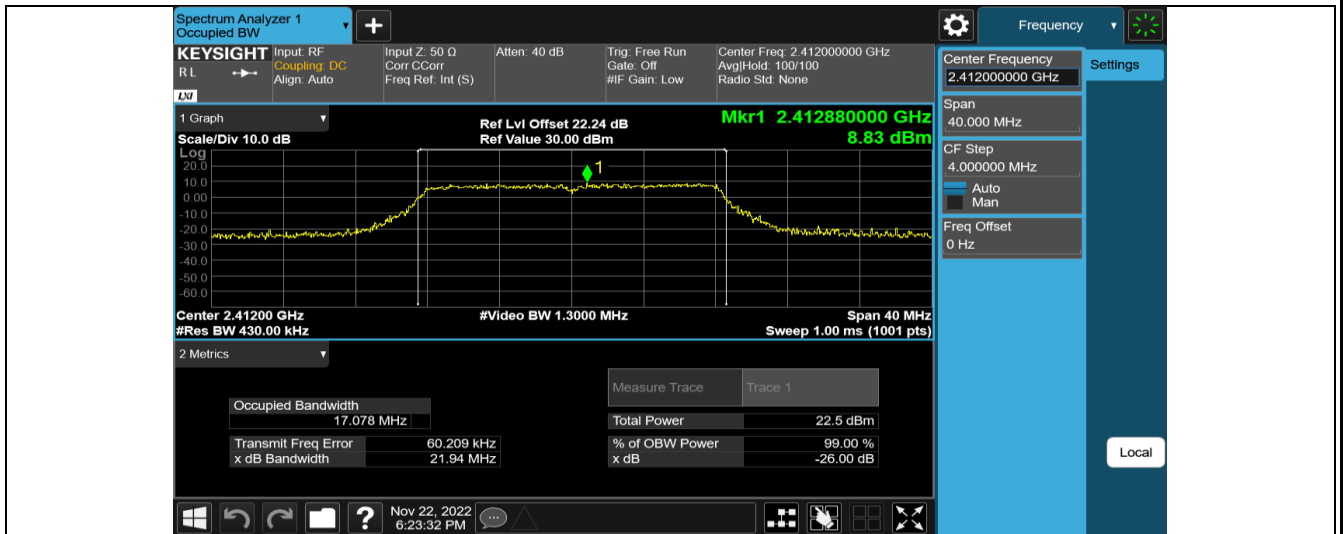 Spectrum Analyzer 1
Occupied BW
Frequency
KEYSIGHT
R L
LXI
Input: RF
Coupling: DC
Align: Auto
Input Z: 50 Ω
Corr CCorr
Freq Ref: Int (S)
Atten: 40 dB
Trig: Free Run
Gate: Off
#IF Gain: Low
Center Freq: 2.412000000 GHz
Avg|Hold: 100/100
Radio Std: None
Center Frequency
2.412000000 GHz
Settings
Span
40.000 MHz
CF Step
4.000000 MHz
Auto
Man
Freq Offset
0 Hz
1 Graph
Scale/Div 10.0 dB
Ref Lvl Offset 22.24 dB
Ref Value 30.00 dBm
Mkr1 2.412880000 GHz
8.83 dBm
Log
20.0
10.0
0.00
-10.0
-20.0
-30.0
-40.0
-50.0
-60.0
1
Center 2.41200 GHz
#Video BW 1.3000 MHz
Span 40 MHz
#Res BW 430.00 kHz
Sweep 1.00 ms (1001 pts)
2 Metrics
Measure Trace Trace 1
Occupied Bandwidth
17.078 MHz
Total Power 22.5 dBm
Transmit Freq Error 60.209 kHz
% of OBW Power 99.00 %
x dB Bandwidth 21.94 MHz
x dB -26.00 dB
Local
Nov 22, 2022
6:23:32 PM